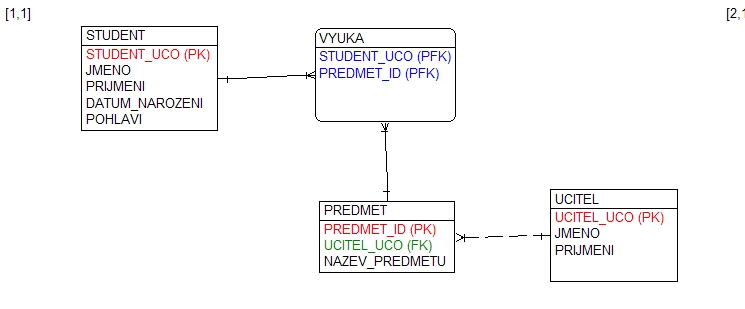 [1,1]
[2,1
STUDENT
STUDENT_UCO (PK)
JMENO
PRIJMENI
DATUM_NAROZENI
POHLAVI
VYUKA
STUDENT_UCO (PFK)
PREDMET_ID (PFK)
PREDMET
PREDMET_ID (PK)
UCITEL_UCO (FK)
NAZEV_PREDMETU
UCITEL
UCITEL_UCO (PK)
JMENO
PRIJMENI